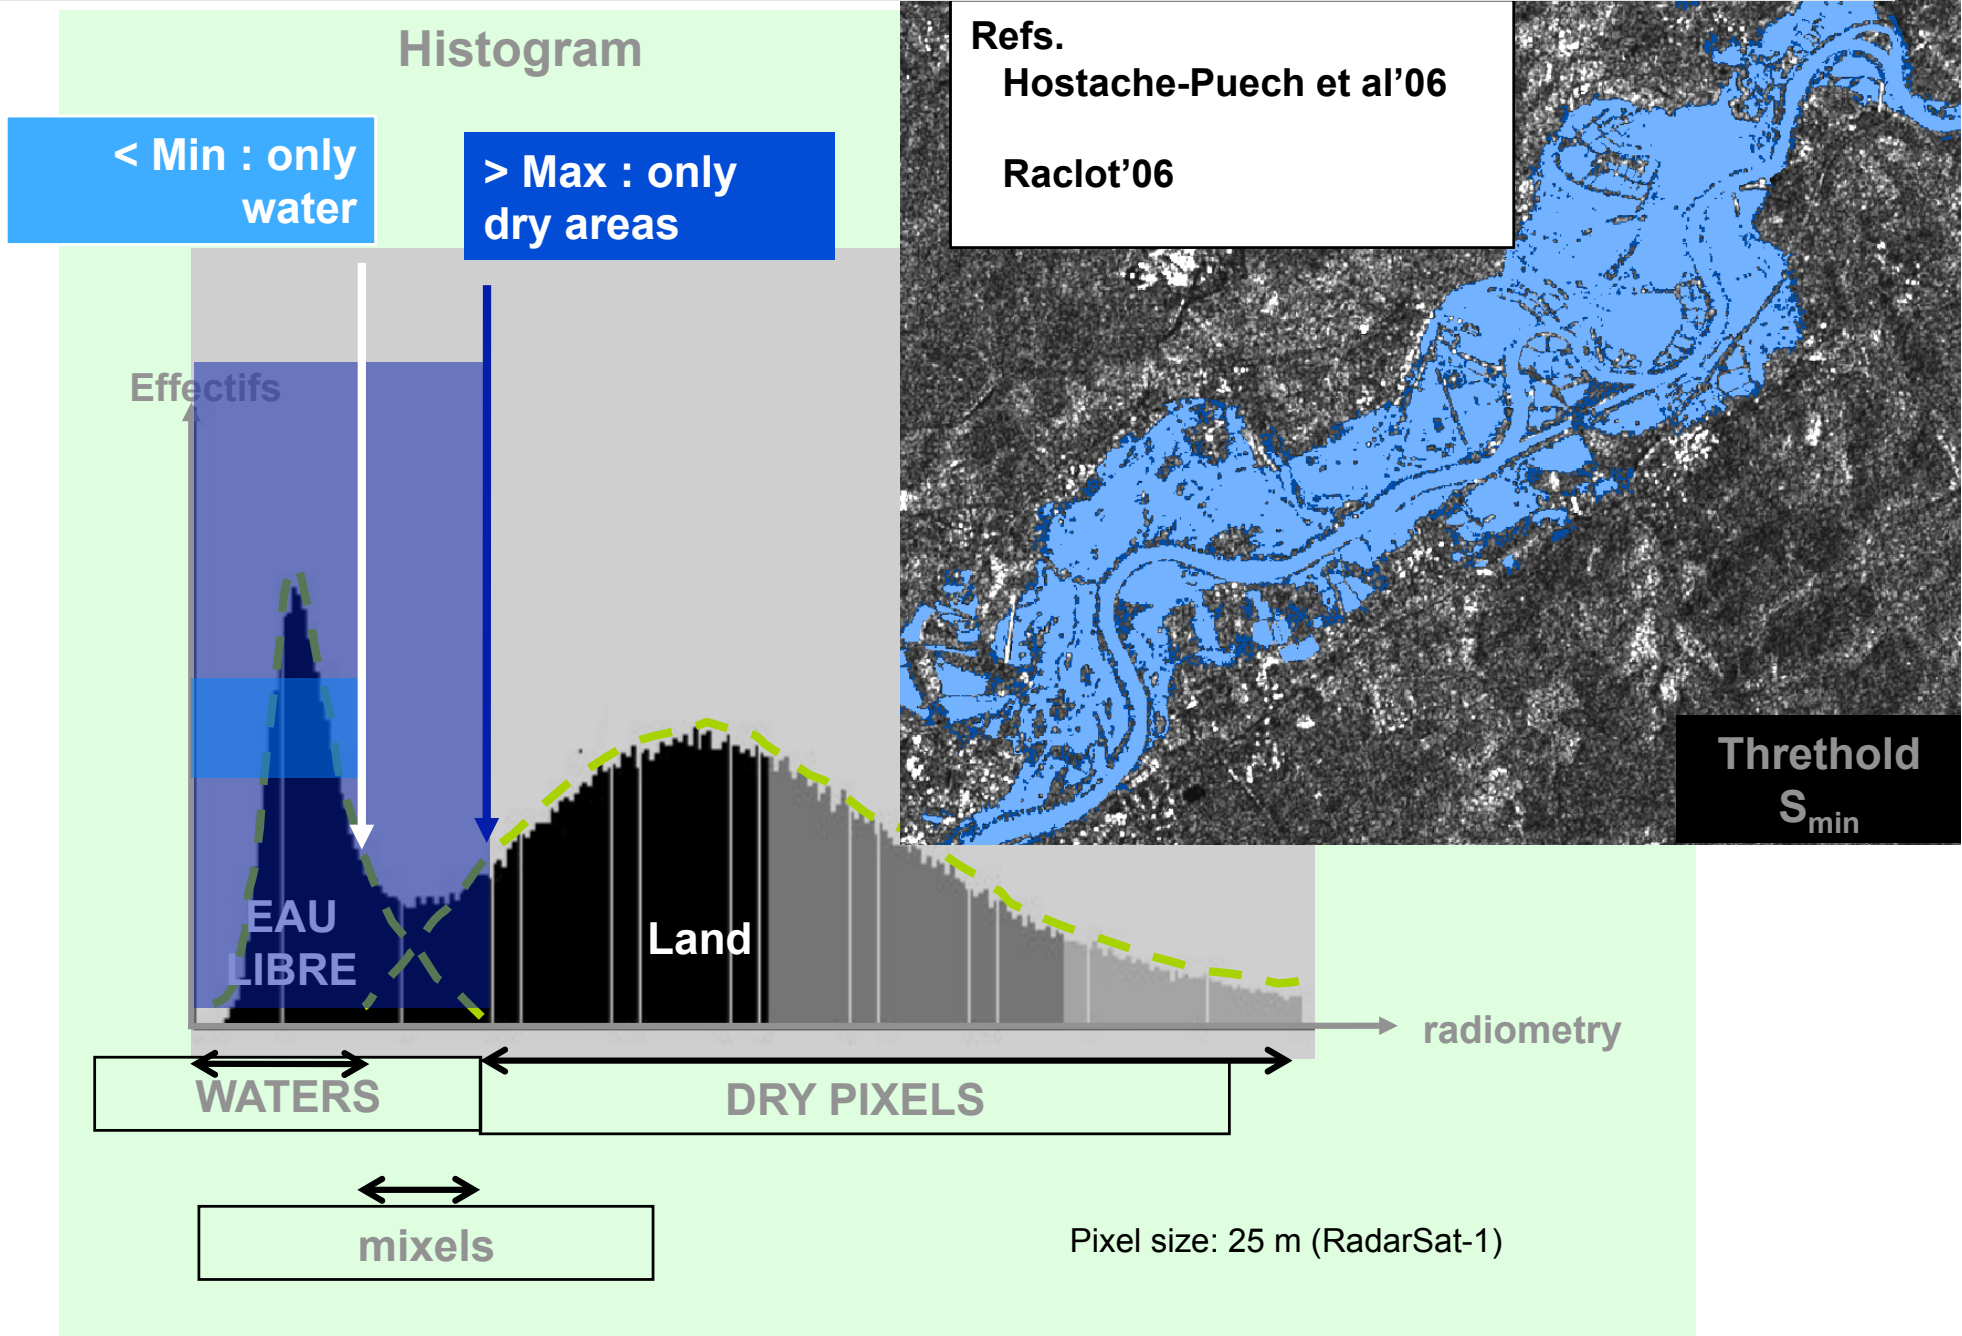 Histogram
Refs.
Hostache-Puech et al’06
Raclot’06
< Min : only
water
> Max : only
dry areas
Effectifs
Threthold
Smin
EAU
LIBRE
Land
radiometry
WATERS
DRY PIXELS
mixels
Pixel size: 25 m (RadarSat-1)